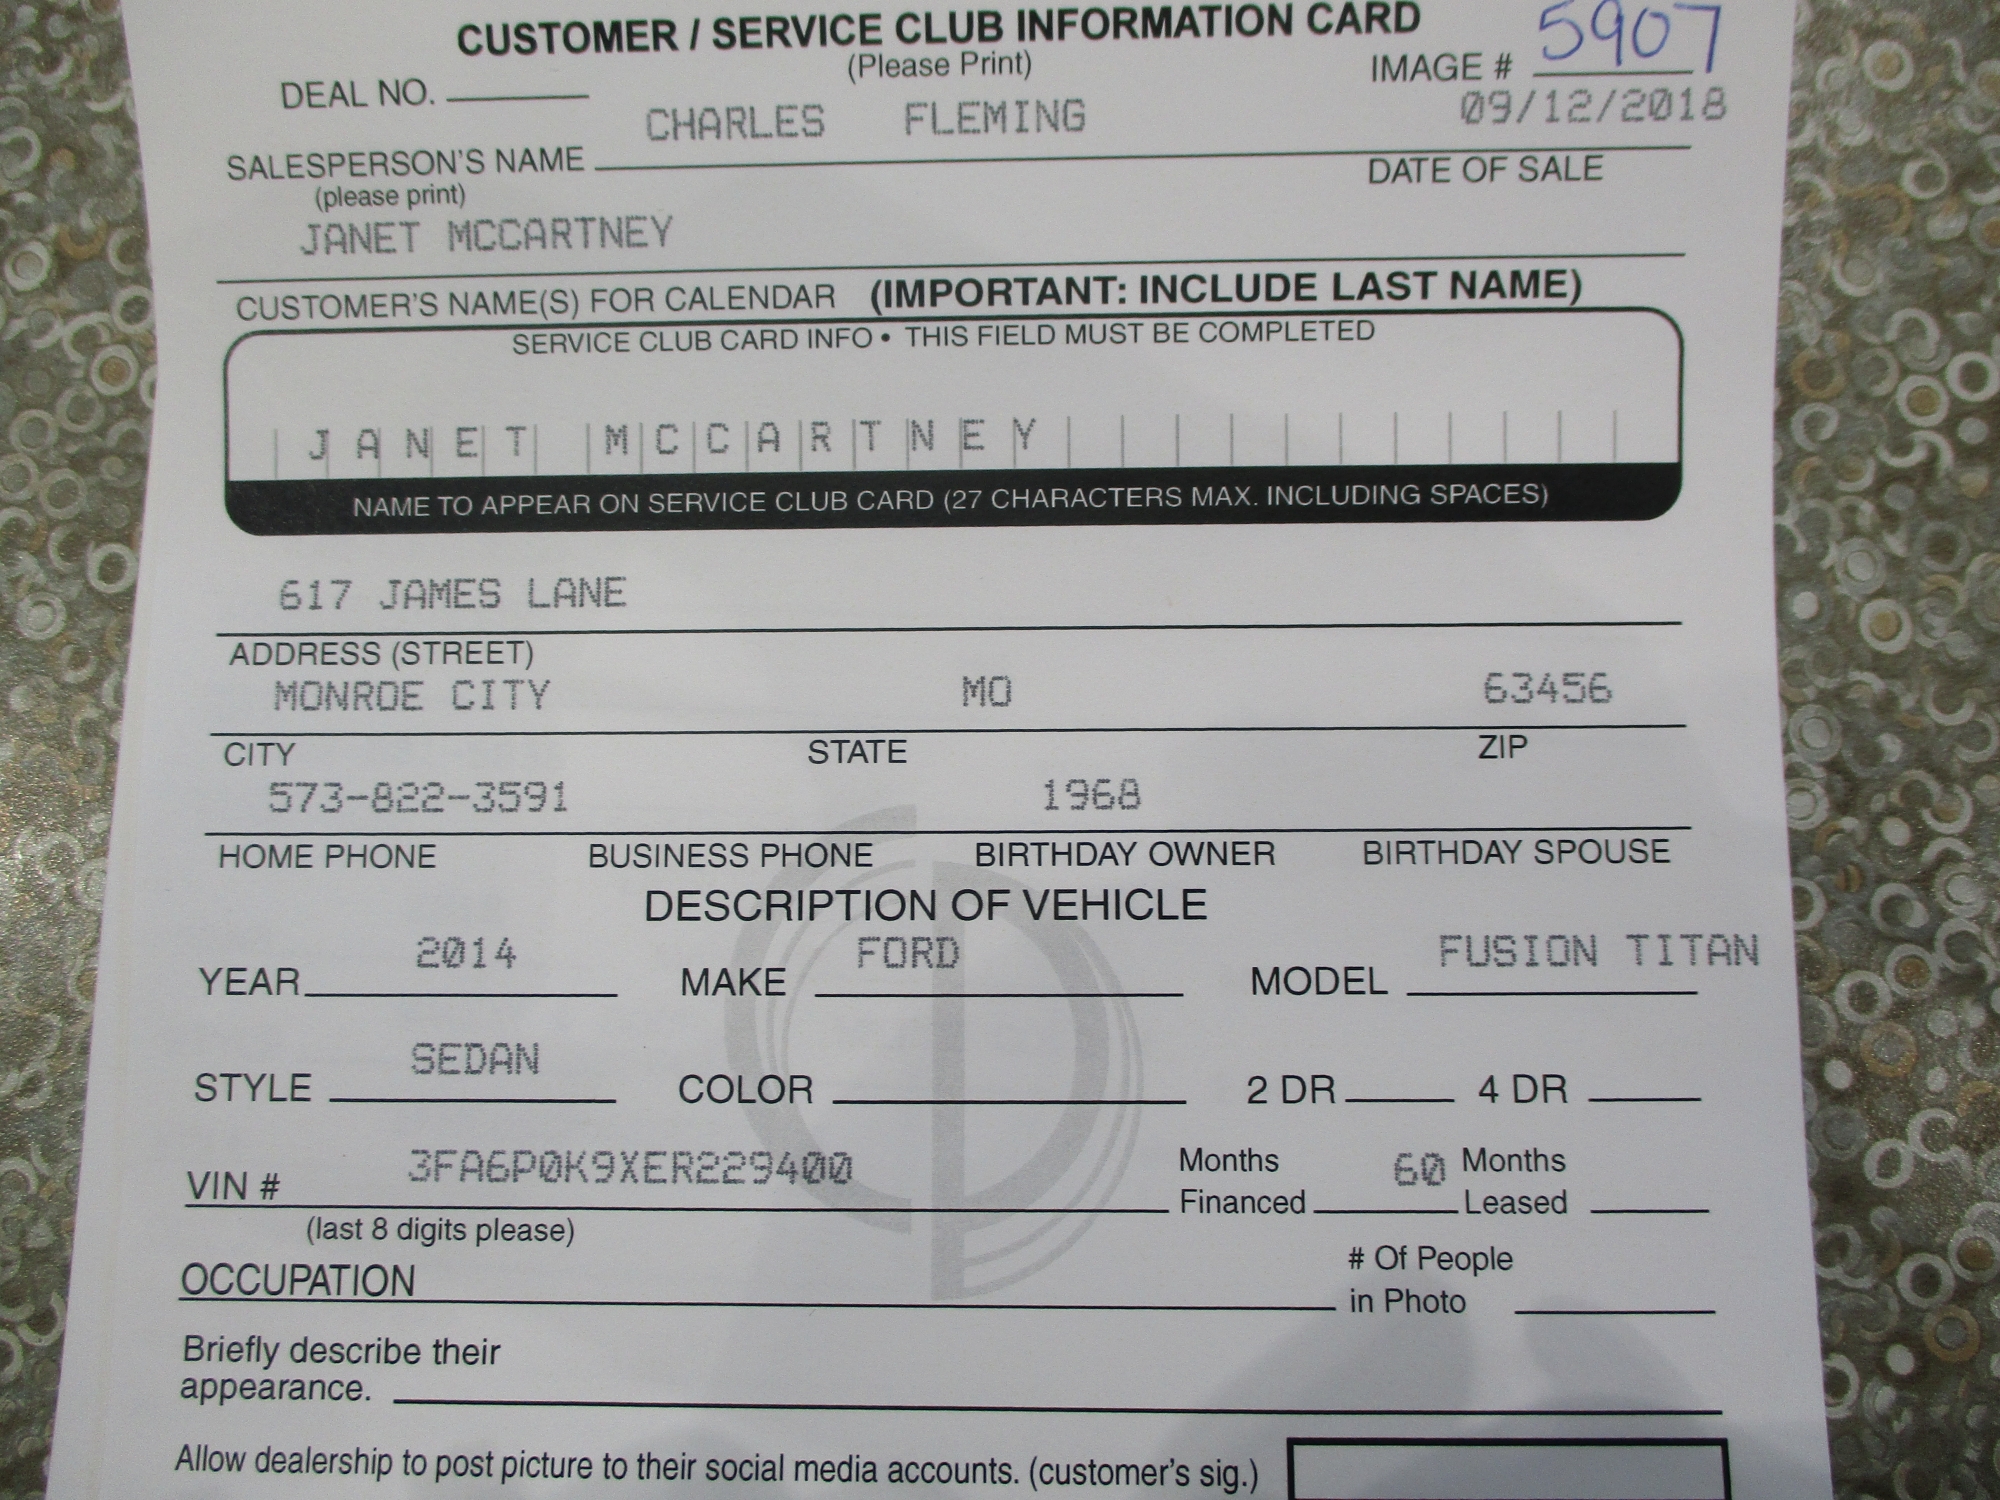 CUSTOMER / SERVICE CLUB INFORMATION CARD
(Please Print)
IMAGE # 5907
DEAL NO.
CHARLES FLEMING 09/12/2018
SALESPERSON'S NAME DATE OF SALE
(please print)
JANET MCCARTNEY
CUSTOMER'S NAME(S) FOR CALENDAR (IMPORTANT: INCLUDE LAST NAME)
SERVICE CLUB CARD INFO • THIS FIELD MUST BE COMPLETED
JANET MCCARTNEY
NAME TO APPEAR ON SERVICE CLUB CARD (27 CHARACTERS MAX. INCLUDING SPACES)
617 JAMES LANE
ADDRESS (STREET)
MONROE CITY MO 63456
CITY STATE ZIP
573-822-3591 1968
HOME PHONE BUSINESS PHONE BIRTHDAY OWNER BIRTHDAY SPOUSE
DESCRIPTION OF VEHICLE
YEAR 2014 MAKE FORD MODEL FUSION TITAN
STYLE SEDAN COLOR 2 DR 4 DR
VIN # 3FA6P0K9XER229400 Months Financed 60 Months Leased
(last 8 digits please)
OCCUPATION # Of People in Photo
Briefly describe their
appearance.
Allow dealership to post picture to their social media accounts. (customer's sig.)